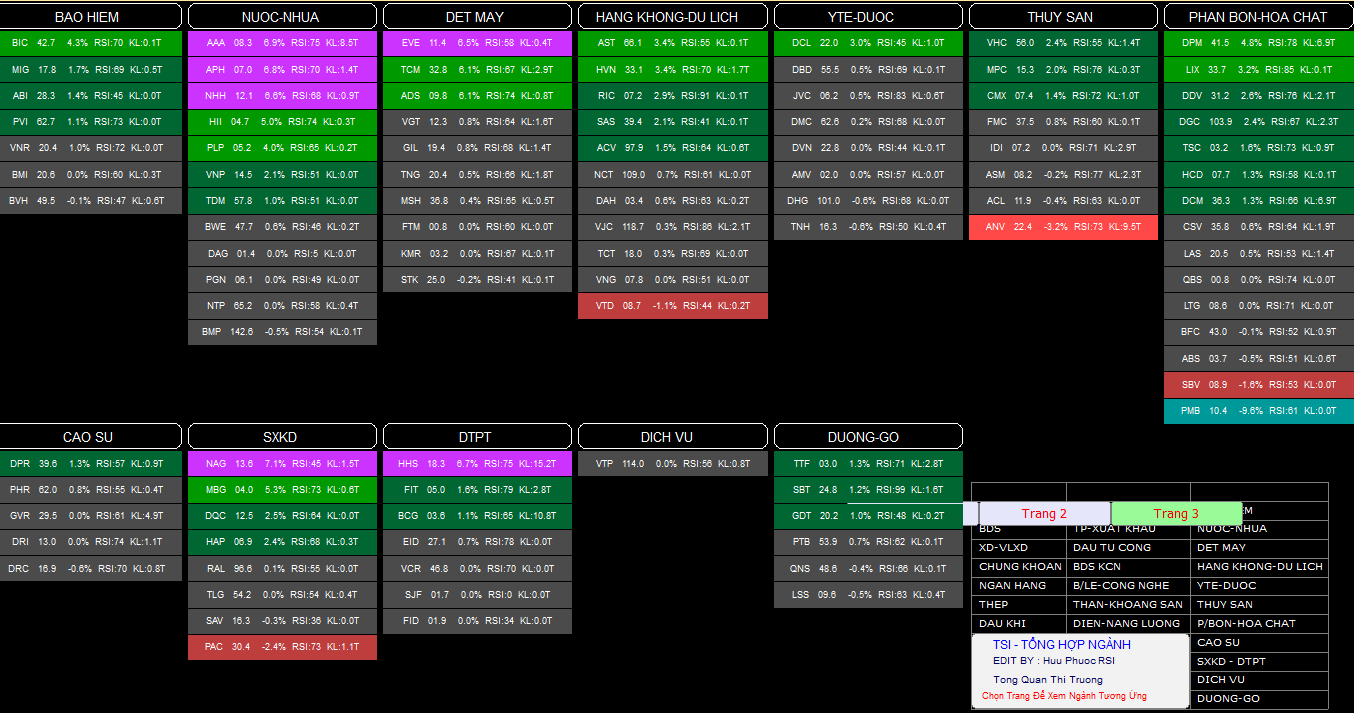 BAO HIEM
BIC 42.7 4.3% RSI:70 KL:0.1T
MIG 17.8 1.7% RSI:69 KL:0.5T
ABI 28.3 1.4% RSI:45 KL:0.0T
PVI 62.7 1.1% RSI:73 KL:0.0T
VNR 20.4 1.0% RSI:72 KL:0.0T
BMI 20.6 0.0% RSI:60 KL:0.3T
BVH 49.5 -0.1% RSI:47 KL:0.6T
NUOC-NHUA
AAA 08.3 6.9% RSI:75 KL:8.5T
APH 07.0 6.8% RSI:70 KL:1.4T
NHH 12.1 6.6% RSI:68 KL:0.9T
HII 04.7 5.0% RSI:74 KL:0.3T
PLP 05.2 4.0% RSI:65 KL:0.2T
VNP 14.5 2.1% RSI:51 KL:0.0T
TDM 57.8 1.0% RSI:51 KL:0.0T
BWE 47.7 0.6% RSI:46 KL:0.2T
DAG 01.4 0.0% RSI:5 KL:0.0T
PGN 06.1 0.0% RSI:49 KL:0.0T
NTP 65.2 0.0% RSI:58 KL:0.4T
BMP 142.6 -0.5% RSI:54 KL:0.1T
DET MAY
EVE 11.4 6.5% RSI:58 KL:0.4T
TCM 32.8 6.1% RSI:67 KL:2.9T
ADS 09.8 6.1% RSI:74 KL:0.8T
VGT 12.3 0.8% RSI:64 KL:1.6T
GIL 19.4 0.8% RSI:68 KL:1.4T
TNG 20.4 0.5% RSI:66 KL:1.8T
MSH 36.8 0.4% RSI:65 KL:0.5T
FTM 00.8 0.0% RSI:60 KL:0.0T
KMR 03.2 0.0% RSI:67 KL:0.1T
STK 25.0 -0.2% RSI:41 KL:0.1T
HANG KHONG-DU LICH
AST 66.1 3.4% RSI:55 KL:0.1T
HVN 33.1 3.4% RSI:70 KL:1.7T
RIC 07.2 2.9% RSI:91 KL:0.1T
SAS 39.4 2.1% RSI:41 KL:0.1T
ACV 97.9 1.5% RSI:64 KL:0.6T
NCT 109.0 0.7% RSI:61 KL:0.0T
DAH 03.4 0.6% RSI:63 KL:0.2T
VJC 118.7 0.3% RSI:86 KL:2.1T
TCT 18.0 0.3% RSI:69 KL:0.0T
VNG 07.8 0.0% RSI:51 KL:0.0T
VTD 08.7 -1.1% RSI:44 KL:0.2T
YTE-DUOC
DCL 22.0 3.0% RSI:45 KL:1.0T
DBD 55.5 0.5% RSI:69 KL:0.1T
JVC 06.2 0.5% RSI:83 KL:0.6T
DMC 62.6 0.2% RSI:68 KL:0.0T
DVN 22.8 0.0% RSI:44 KL:0.1T
AMV 02.0 0.0% RSI:57 KL:0.0T
DHG 101.0 -0.6% RSI:68 KL:0.0T
TNH 16.3 -0.6% RSI:50 KL:0.4T
THUY SAN
VHC 56.0 2.4% RSI:55 KL:1.4T
MPC 15.3 2.0% RSI:76 KL:0.3T
CMX 07.4 1.4% RSI:72 KL:1.0T
FMC 37.5 0.8% RSI:60 KL:0.1T
IDI 07.2 0.0% RSI:71 KL:2.9T
ASM 08.2 -0.2% RSI:77 KL:2.3T
ACL 11.9 -0.4% RSI:63 KL:0.0T
ANV 22.4 -3.2% RSI:73 KL:9.5T
PHAN BON-HOA CHAT
DPM 41.5 4.8% RSI:78 KL:6.9T
LIX 33.7 3.2% RSI:85 KL:0.1T
DDV 31.2 2.6% RSI:76 KL:2.1T
DGC 103.9 2.4% RSI:67 KL:2.3T
TSC 03.2 1.6% RSI:73 KL:0.9T
HCD 07.7 1.3% RSI:58 KL:0.1T
DCM 36.3 1.3% RSI:66 KL:6.9T
CSV 35.8 0.6% RSI:64 KL:1.9T
LAS 20.5 0.5% RSI:53 KL:1.4T
QBS 00.8 0.0% RSI:74 KL:0.0T
LTG 08.6 0.0% RSI:71 KL:0.0T
BFC 43.0 -0.1% RSI:52 KL:0.9T
ABS 03.7 -0.5% RSI:51 KL:0.6T
SBV 08.9 -1.6% RSI:53 KL:0.0T
PMB 10.4 -9.6% RSI:61 KL:0.0T
CAO SU
DPR 39.6 1.3% RSI:57 KL:0.9T
PHR 62.0 0.8% RSI:55 KL:0.4T
GVR 29.5 0.0% RSI:61 KL:4.9T
DRI 13.0 0.0% RSI:74 KL:1.1T
DRC 16.9 -0.6% RSI:70 KL:0.8T
SXKD
NAG 13.6 7.1% RSI:45 KL:1.5T
MBG 04.0 5.3% RSI:73 KL:0.6T
DQC 12.5 2.5% RSI:64 KL:0.0T
HAP 06.9 2.4% RSI:68 KL:0.3T
RAL 96.6 0.1% RSI:55 KL:0.0T
TLG 54.2 0.0% RSI:54 KL:0.4T
SAV 16.3 -0.3% RSI:36 KL:0.0T
PAC 30.4 -2.4% RSI:73 KL:1.1T
DTPT
HHS 18.3 6.7% RSI:75 KL:15.2T
FIT 05.0 1.6% RSI:79 KL:2.8T
BCG 03.6 1.1% RSI:65 KL:10.8T
EID 27.1 0.7% RSI:78 KL:0.0T
VCR 46.8 0.0% RSI:70 KL:0.0T
SJF 01.7 0.0% RSI:0 KL:0.0T
FID 01.9 0.0% RSI:34 KL:0.0T
DICH VU
VTP 114.0 0.0% RSI:56 KL:0.8T
DUONG-GO
TTF 03.0 1.3% RSI:71 KL:2.8T
SBT 24.8 1.2% RSI:99 KL:1.6T
GDT 20.2 1.0% RSI:48 KL:0.2T
PTB 53.9 0.7% RSI:62 KL:0.1T
QNS 48.6 -0.4% RSI:66 KL:0.1T
LSS 09.6 -0.5% RSI:63 KL:0.4T
Trang 2 Trang 3 EM
BDS TP-XUAT KHAU NUOC-NHUA
XD-VLXD DAU TU CONG DET MAY
CHUNG KHOAN BDS KCN HANG KHONG-DU LICH
NGAN HANG B/LE-CONG NGHE YTE-DUOC
THEP THAN-KHOANG SAN THUY SAN
DAU KHI DIEN-NANG LUONG P/BON-HOA CHAT
CAO SU
SXKD - DTPT
DICH VU
DUONG-GO
TSI - TỔNG HỢP NGÀNH
EDIT BY : Huu Phuoc RSI
Tong Quan Thi Truong
Chọn Trang Để Xem Ngành Tương Ứng